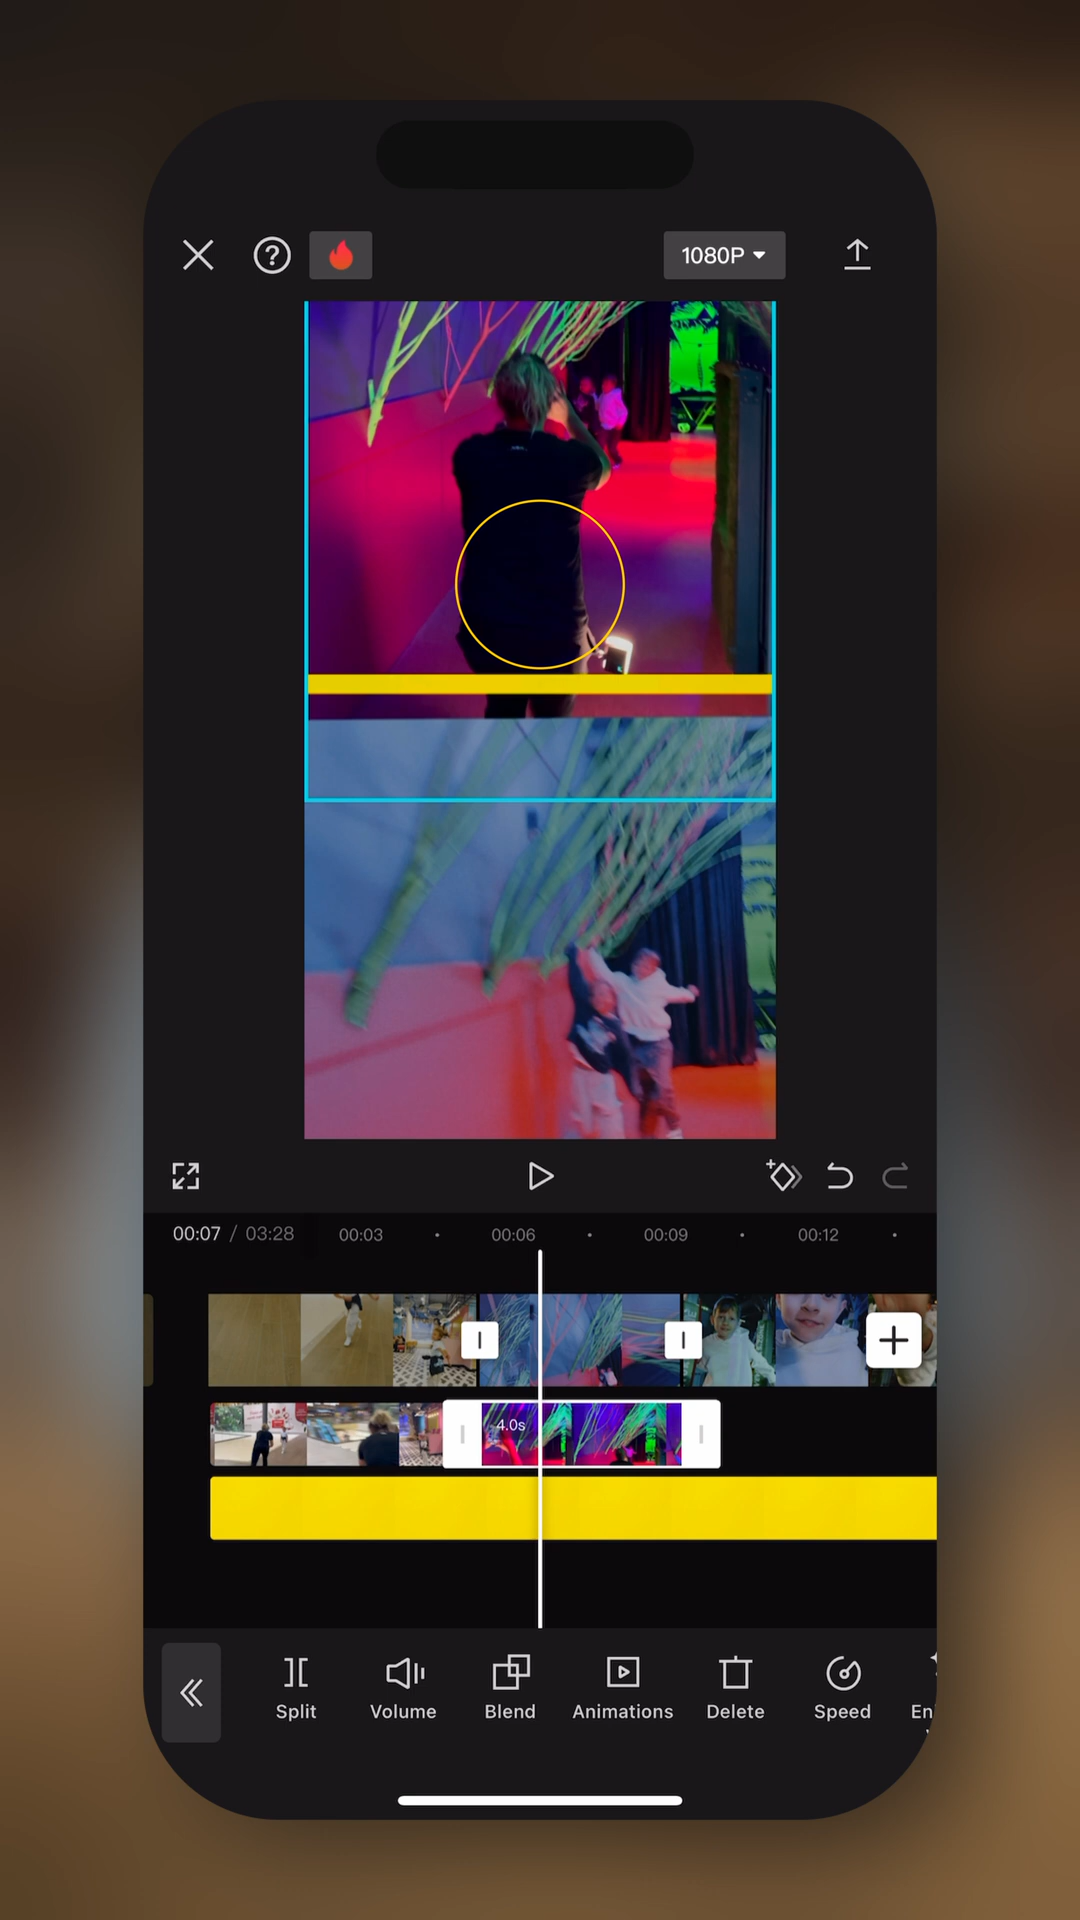 1080P
00:07 / 03:28 00:03 00:06 00:09 00:12
4.0s
Split Volume Blend Animations Delete Speed En